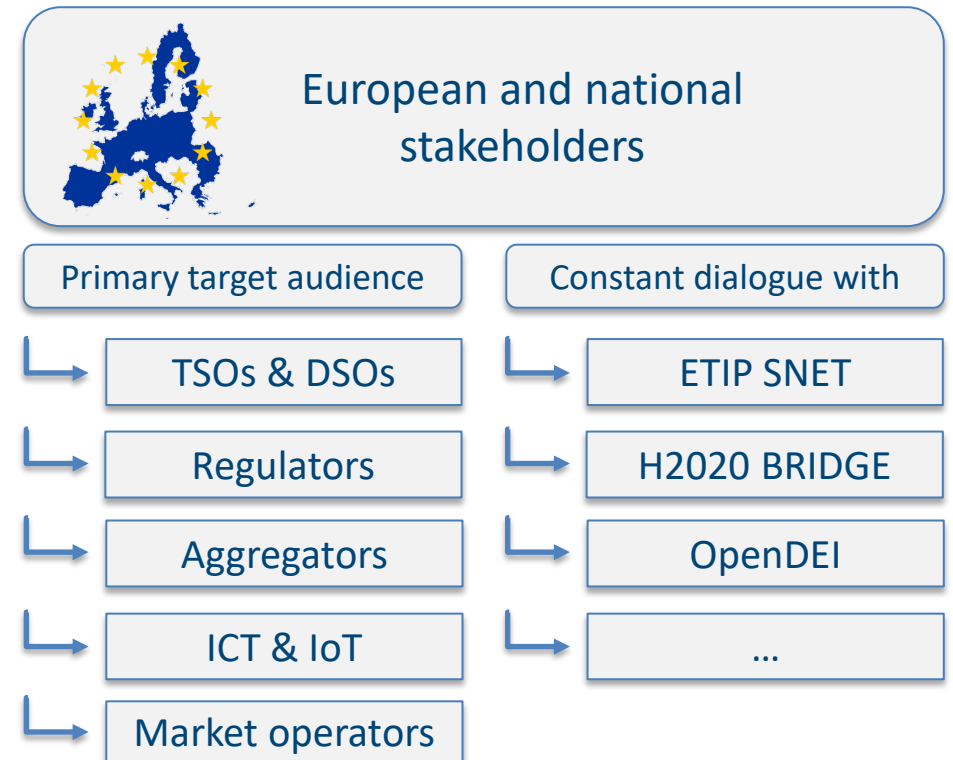 European and national
stakeholders
Primary target audience
TSOs & DSOs
Regulators
Aggregators
ICT & IoT
Market operators
Constant dialogue with
ETIP SNET
H2020 BRIDGE
OpenDEI
...